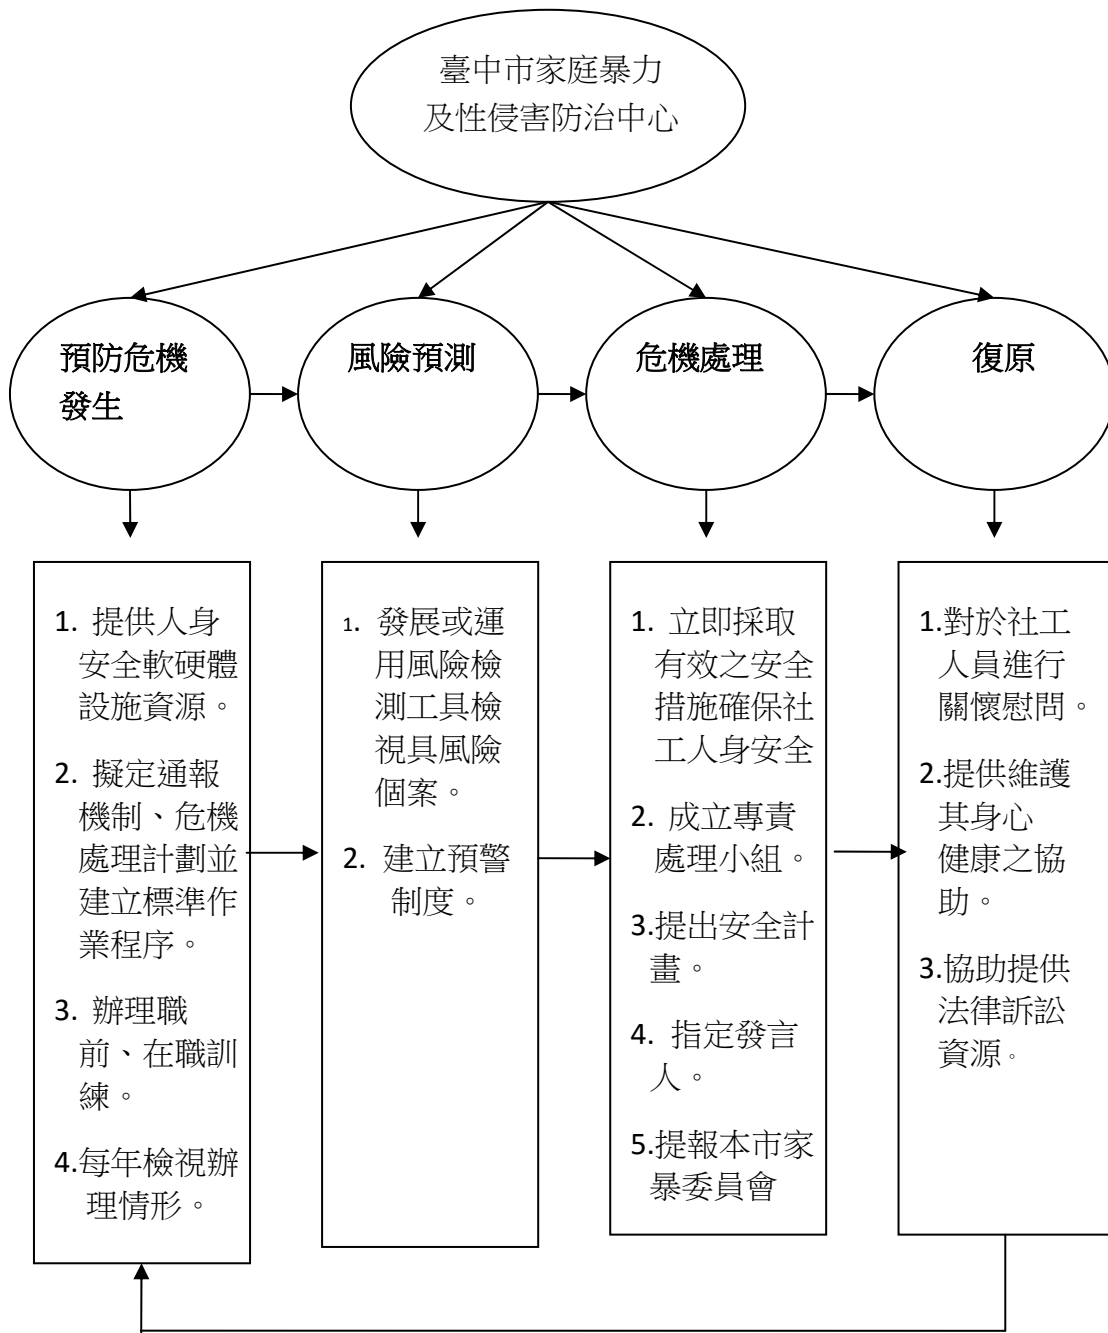 臺中市家庭暴力
及性侵害防治中心
預防危機
發生
風險預測
危機處理
復原
1. 提供人身
安全軟硬體
設施資源。
2. 擬定通報
機制、危機
處理計劃並
建立標準作
業程序。
3. 辦理職
前、在職訓
練。
4.每年檢視辦
理情形。
1. 發展或運
用風險檢
測工具檢
視具風險
個案。
2. 建立預警
制度。
1. 立即採取
有效之安全
措施確保社
工人身安全
2. 成立專責
處理小組。
3.提出安全計
畫。
4. 指定發言
人。
5.提報本市家
暴委員會
1.對於社工
人員進行
關懷慰問。
2.提供維護
其身心
健康之協
助。
3.協助提供
法律訴訟
資源。